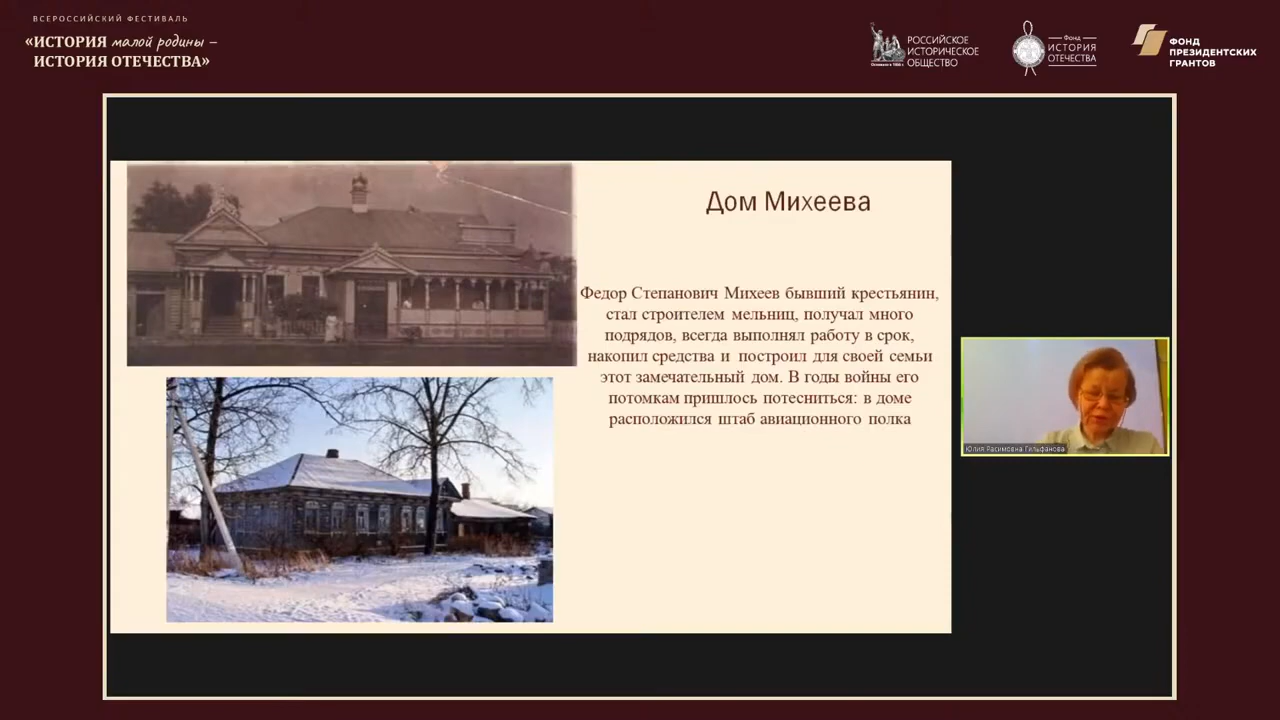 ВСЕРОССИЙСКИЙ ФЕСТИВАЛЬ
«ИСТОРИЯ малой родины –
ИСТОРИЯ ОТЕЧЕСТВА»
РОССИЙСКОЕ
ИСТОРИЧЕСКОЕ
ОБЩЕСТВО
Основано в 1866 г.
Фонд
ИСТОРИЯ
ОТЕЧЕСТВА
ФОНД
ПРЕЗИДЕНТСКИХ
ГРАНТОВ
Дом Михеева
Федор Степанович Михеев бывший крестьянин,
стал строителем мельниц, получал много
подрядов, всегда выполнял работу в срок,
накопил средства и построил для своей семьи
этот замечательный дом. В годы войны его
потомкам пришлось потесниться: в доме
расположился штаб авиационного полка
Юлия Расимовна Гильфанова